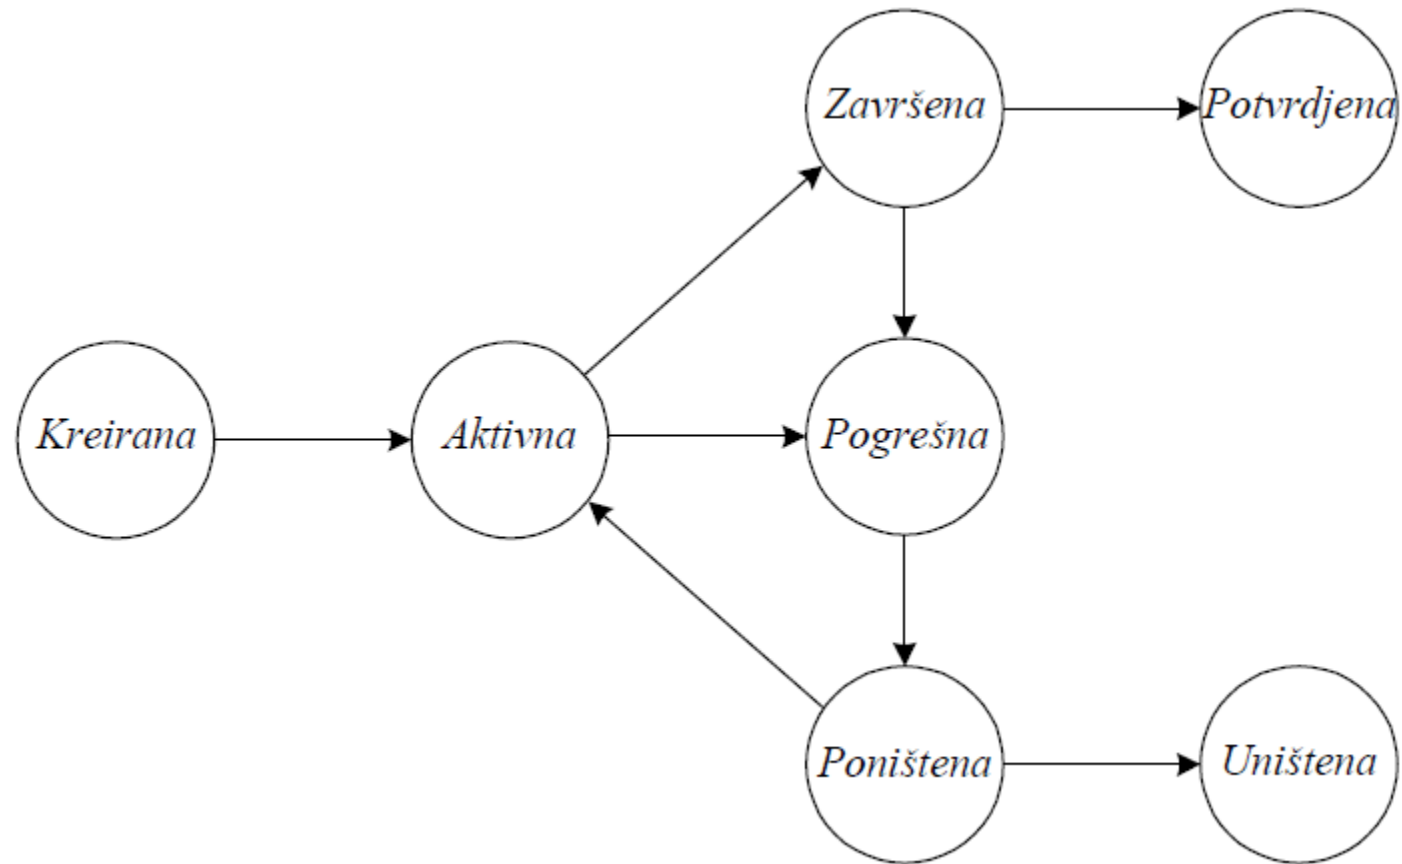 Završena
Potvrdjena
Kreirana
Aktivna
Pogrešna
Poništena
Uništena